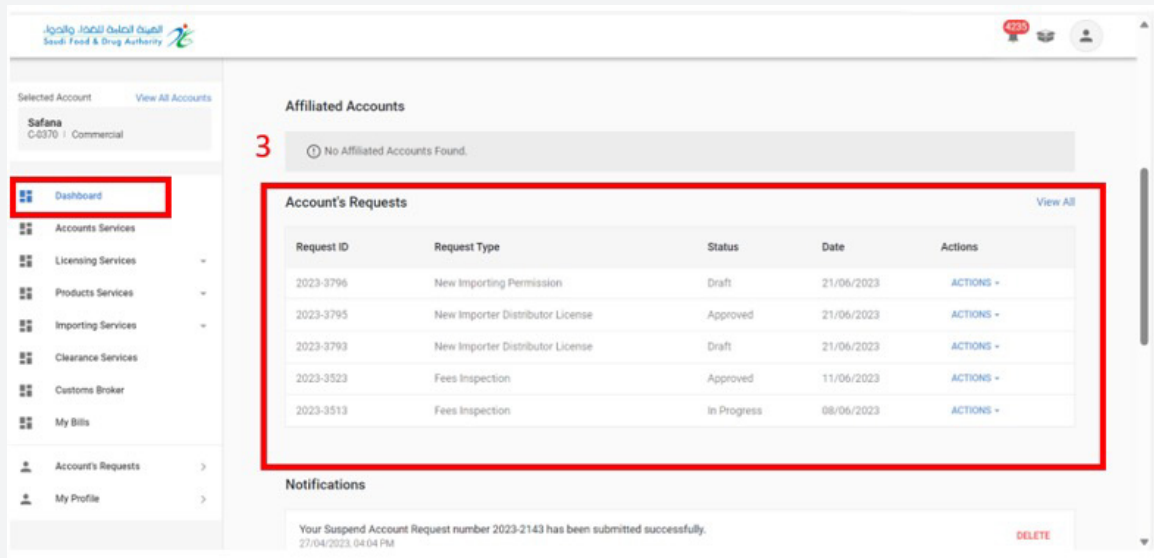 الهيئة العامة للغذاء والدواء
Saudi Food & Drug Authority
4235
Selected Account View All Accounts
Safana
C-0370 | Commercial
Dashboard
Accounts Services
Licensing Services
Products Services
Importing Services
Clearance Services
Customs Broker
My Bills
Account's Requests
My Profile
Affiliated Accounts
3
No Affiliated Accounts Found.
Account's Requests View All
Request ID Request Type Status Date Actions
2023-3796 New Importing Permission Draft 21/06/2023 ACTIONS
2023-3795 New Importer Distributor License Approved 21/06/2023 ACTIONS
2023-3793 New Importer Distributor License Draft 21/06/2023 ACTIONS
2023-3523 Fees Inspection Approved 11/06/2023 ACTIONS
2023-3513 Fees Inspection In Progress 08/06/2023 ACTIONS
Notifications
Your Suspend Account Request number 2023-2143 has been submitted successfully.
27/04/2023, 04:04 PM
DELETE